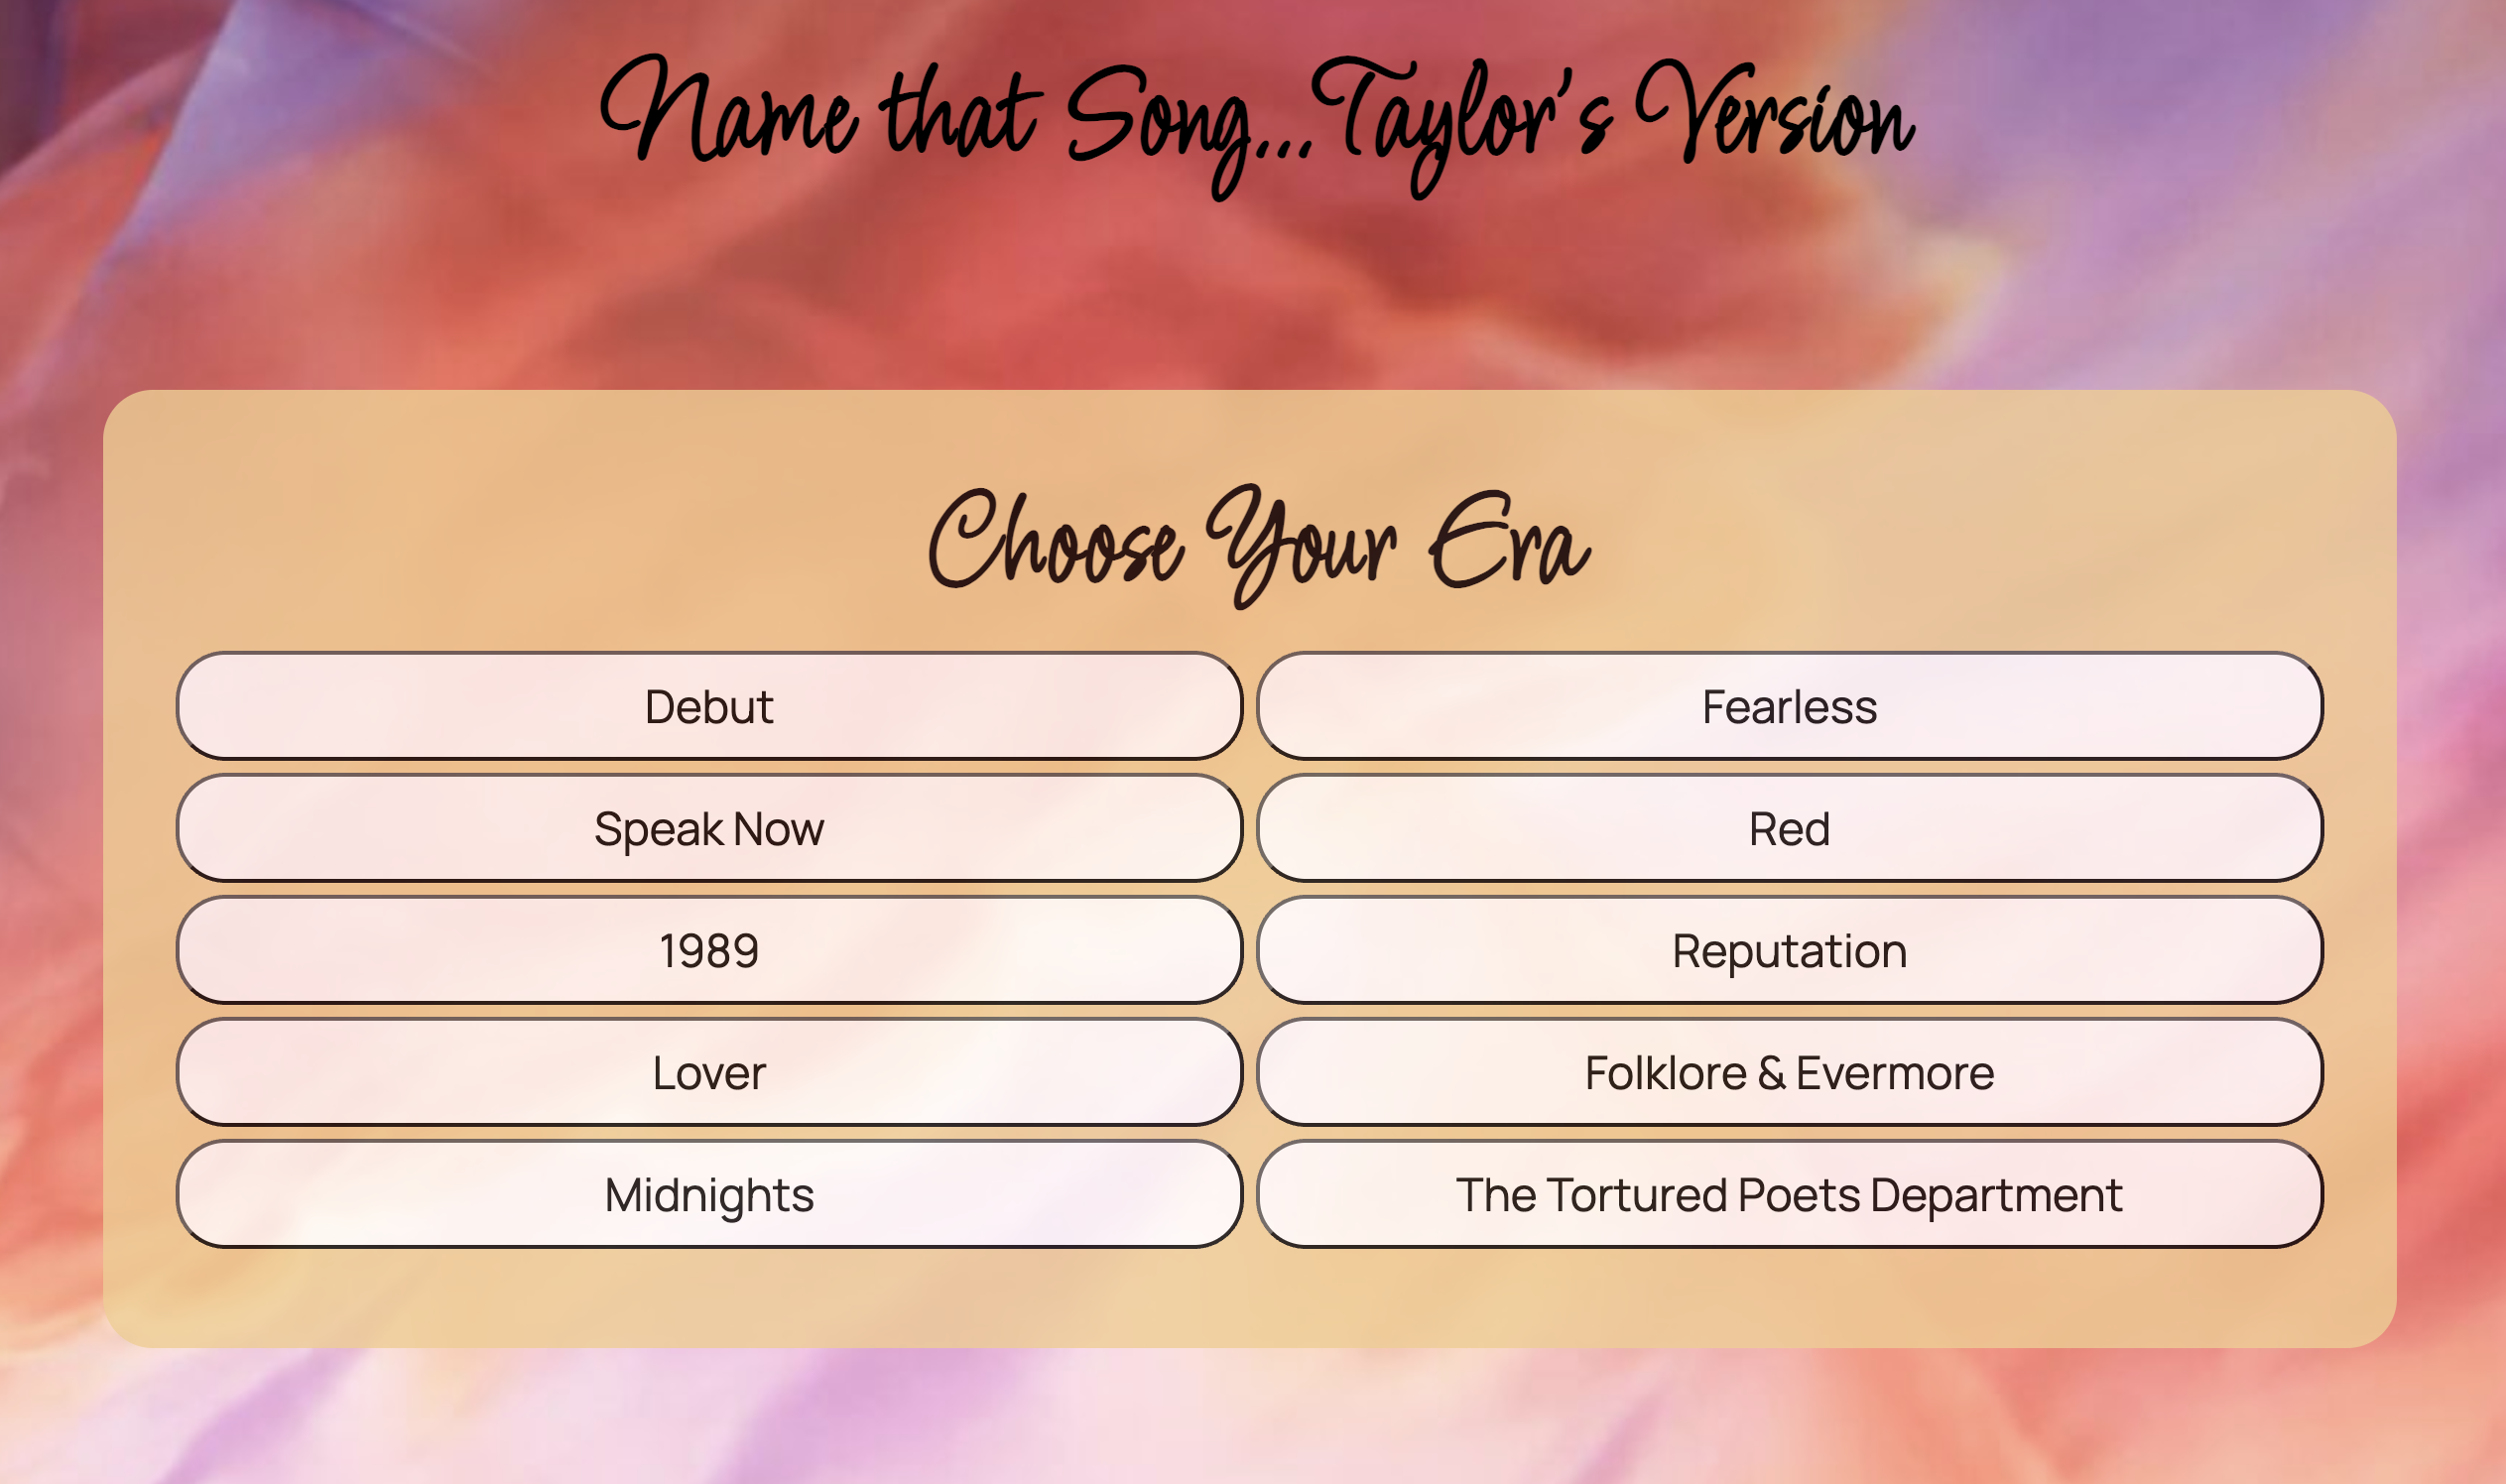 Name that Song...Taylor's Version
Choose Your Era
Debut
Fearless
Speak Now
Red
1989
Reputation
Lover
Folklore & Evermore
Midnights
The Tortured Poets Department